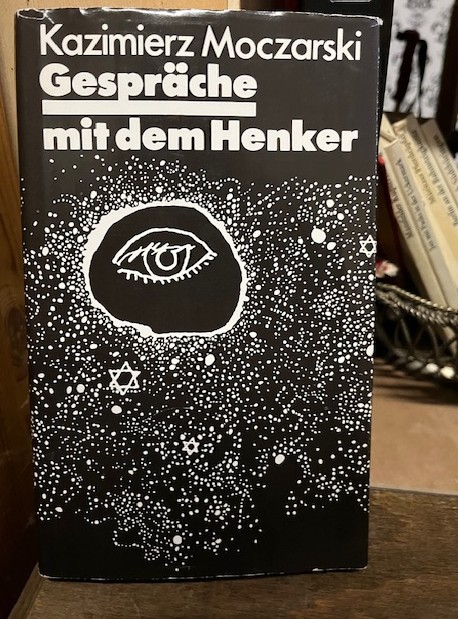 Kazimierz Moczarski
Gespräche
mit dem Henker